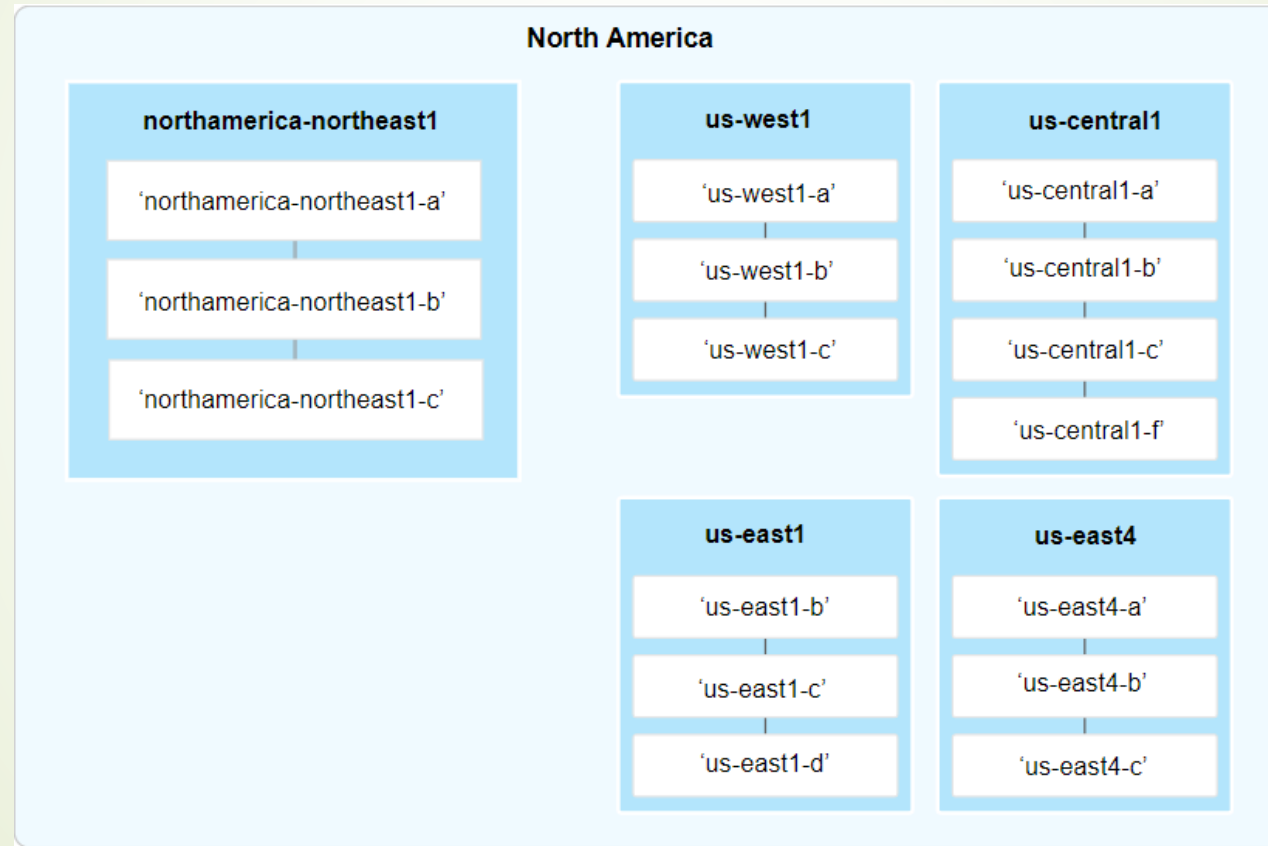 North America
northamerica-northeast1
‘northamerica-northeast1-a’
‘northamerica-northeast1-b’
‘northamerica-northeast1-c’
us-west1
‘us-west1-a’
‘us-west1-b’
‘us-west1-c’
us-central1
‘us-central1-a’
‘us-central1-b’
‘us-central1-c’
‘us-central1-f’
us-east1
‘us-east1-b’
‘us-east1-c’
‘us-east1-d’
us-east4
‘us-east4-a’
‘us-east4-b’
‘us-east4-c’